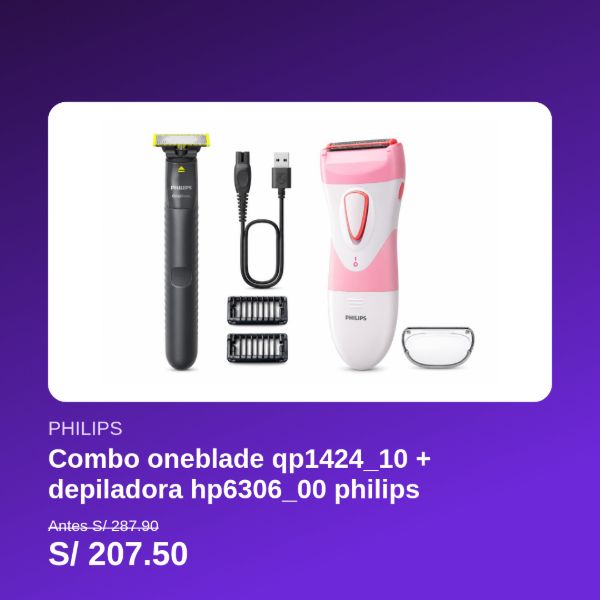 PHILIPS
PHILIPS
PHILIPS
Combo oneblade qp1424_10 +
depiladora hp6306_00 philips
Antes S/ 287.90
S/ 207.50